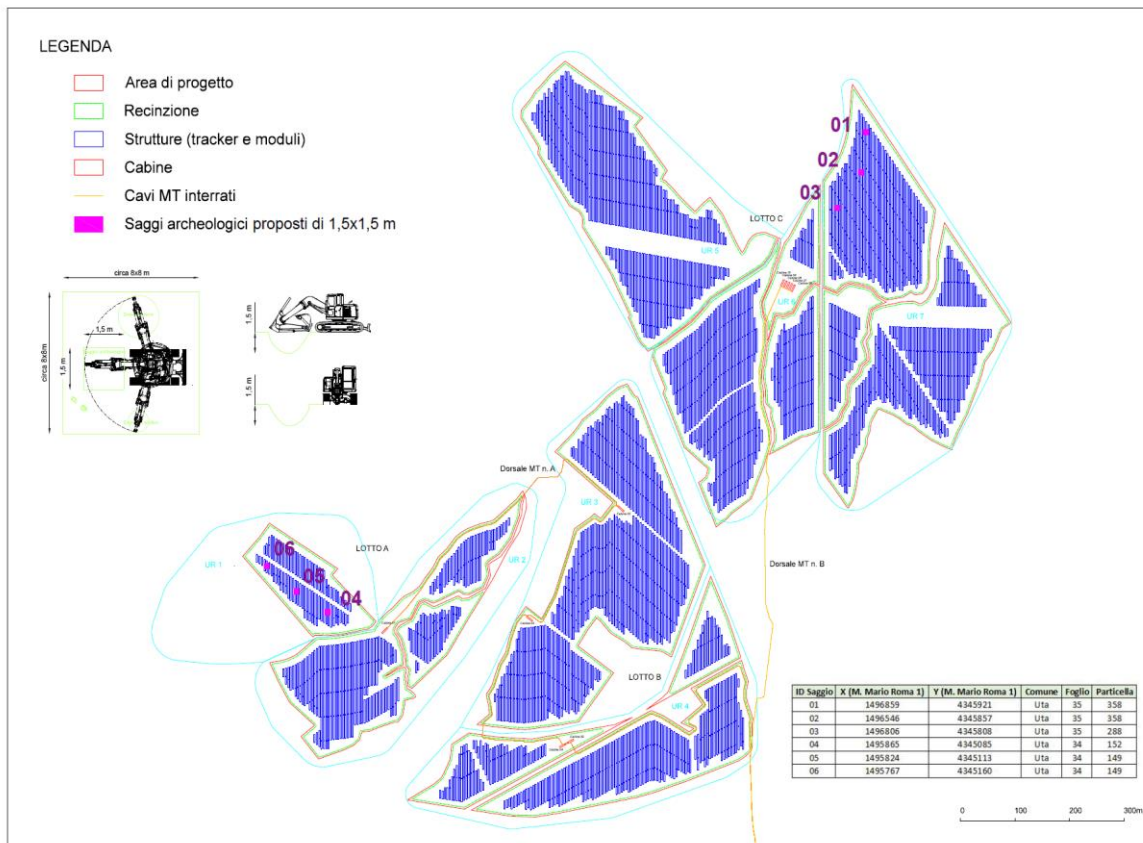 LEGENDA
Area di progetto
Recinzione
Strutture (tracker e moduli)
Cabine
Cavi MT interrati
Saggi archeologici proposti di 1,5x1,5 m
circa 8x8 m
circa 8x8m
1,5 m
1,5 m
1,5 m
1,5 m
01
02
03
LOTTO C
UR 5
UR 6
UR 7
Dorsale MT n. A
UR 3
LOTTO A
UR 1
UR 2
06
05
04
Dorsale MT n. B
LOTTO B
UR 4
ID Saggio X (M. Mario Roma 1) Y (M. Mario Roma 1) Comune Foglio Particella
01 1496859 4345921 Uta 35 358
02 1496546 4345857 Uta 35 358
03 1496806 4345808 Uta 35 288
04 1495865 4345085 Uta 34 152
05 1495824 4345113 Uta 34 149
06 1495767 4345160 Uta 34 149
0 100 200 300m